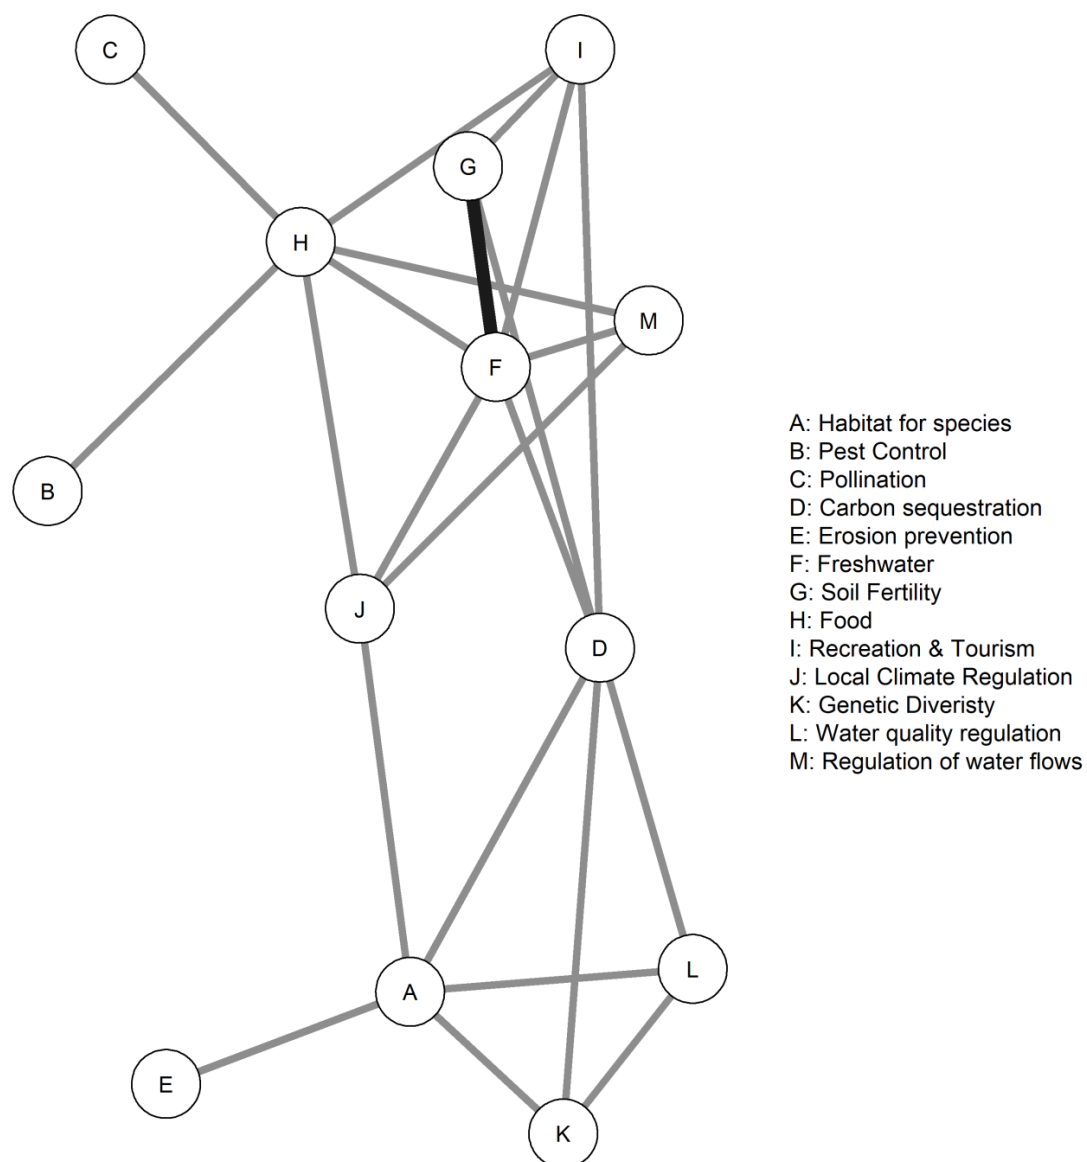 C
I
G
H
M
F
B
J
D
A
L
E
K
A: Habitat for species
B: Pest Control
C: Pollination
D: Carbon sequestration
E: Erosion prevention
F: Freshwater
G: Soil Fertility
H: Food
I: Recreation & Tourism
J: Local Climate Regulation
K: Genetic Diveristy
L: Water quality regulation
M: Regulation of water flows